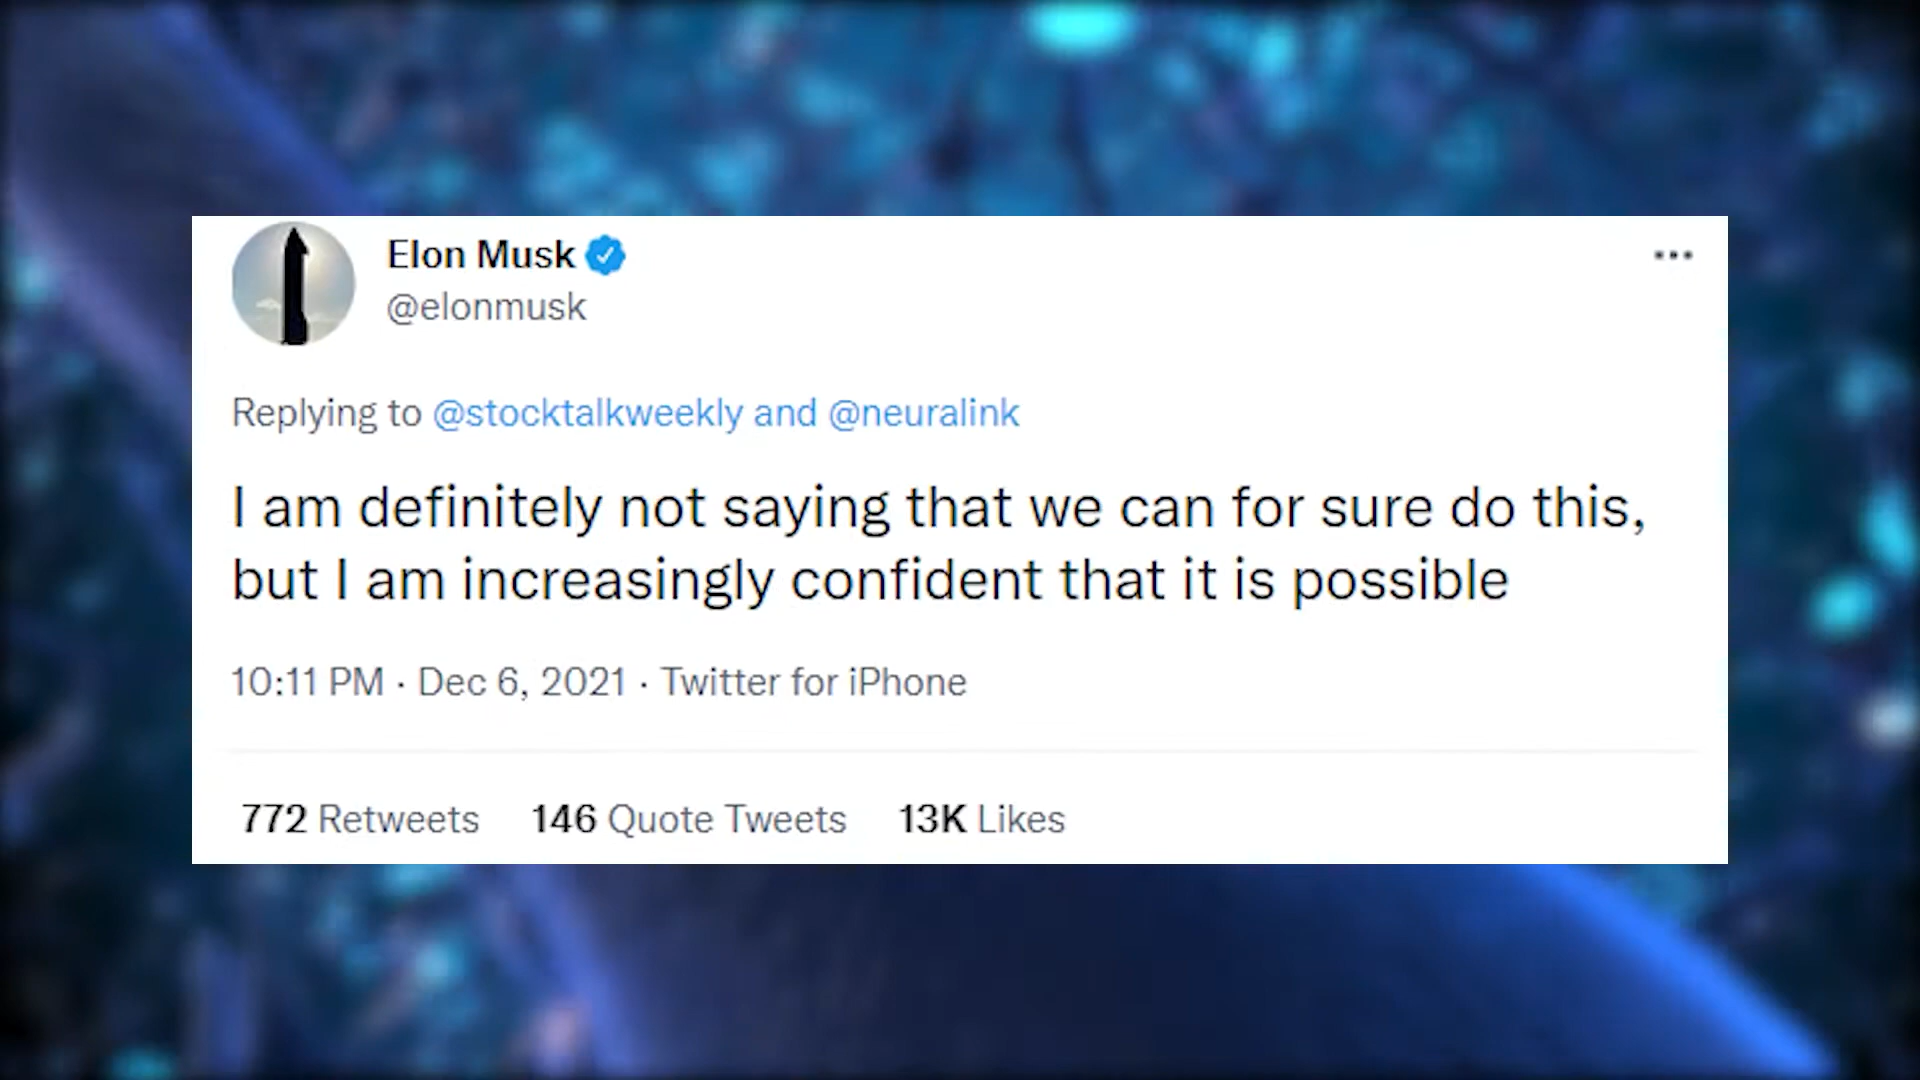 Elon Musk
@elonmusk
Replying to @stocktalkweekly and @neuralink
I am definitely not saying that we can for sure do this,
but I am increasingly confident that it is possible
10:11 PM · Dec 6, 2021 · Twitter for iPhone
772 Retweets 146 Quote Tweets 13K Likes